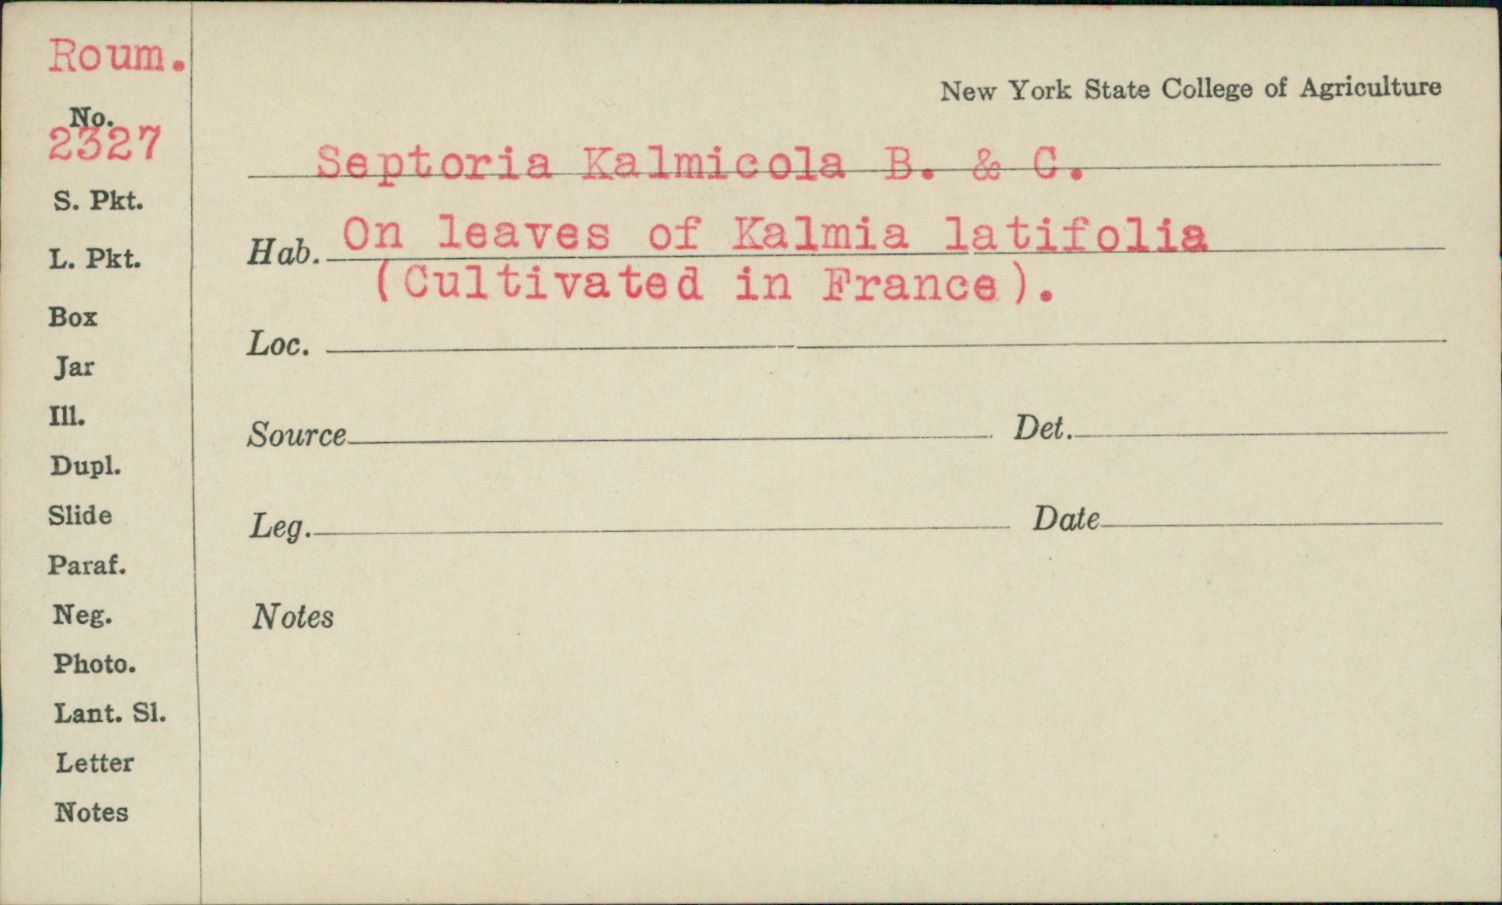 Roum.
No.
2327
S. Pkt.
L. Pkt.
Box
Jar
Ill.
Dupl.
Slide
Paraf.
Neg.
Photo.
Lant. Sl.
Letter
Notes
New York State College of Agriculture
Septoria Kalmicola B. & C.
Hab. On leaves of Kalmia latifolia
(Cultivated in France).
Loc.
Source Det.
Leg. Date
Notes